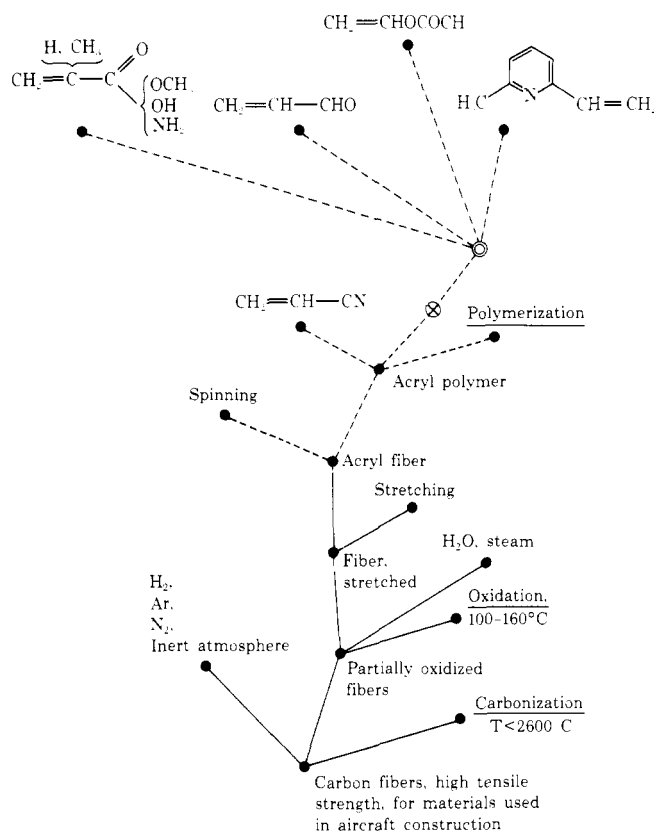 CH₂=CHOCOCH
H, CH₃
O
CH₂=C—C
OCH₃
OH
NH₂
CH₂=CH—CHO
HC
N
CH=CH₂
CH₂=CH—CN
Polymerization
Acryl polymer
Spinning
Acryl fiber
Stretching
Fiber,
stretched
H₂O, steam
H₂,
Ar,
N₂,
Inert atmosphere
Oxidation,
100-160°C
Partially oxidized
fibers
Carbonization
T<2600 C
Carbon fibers, high tensile
strength, for materials used
in aircraft construction